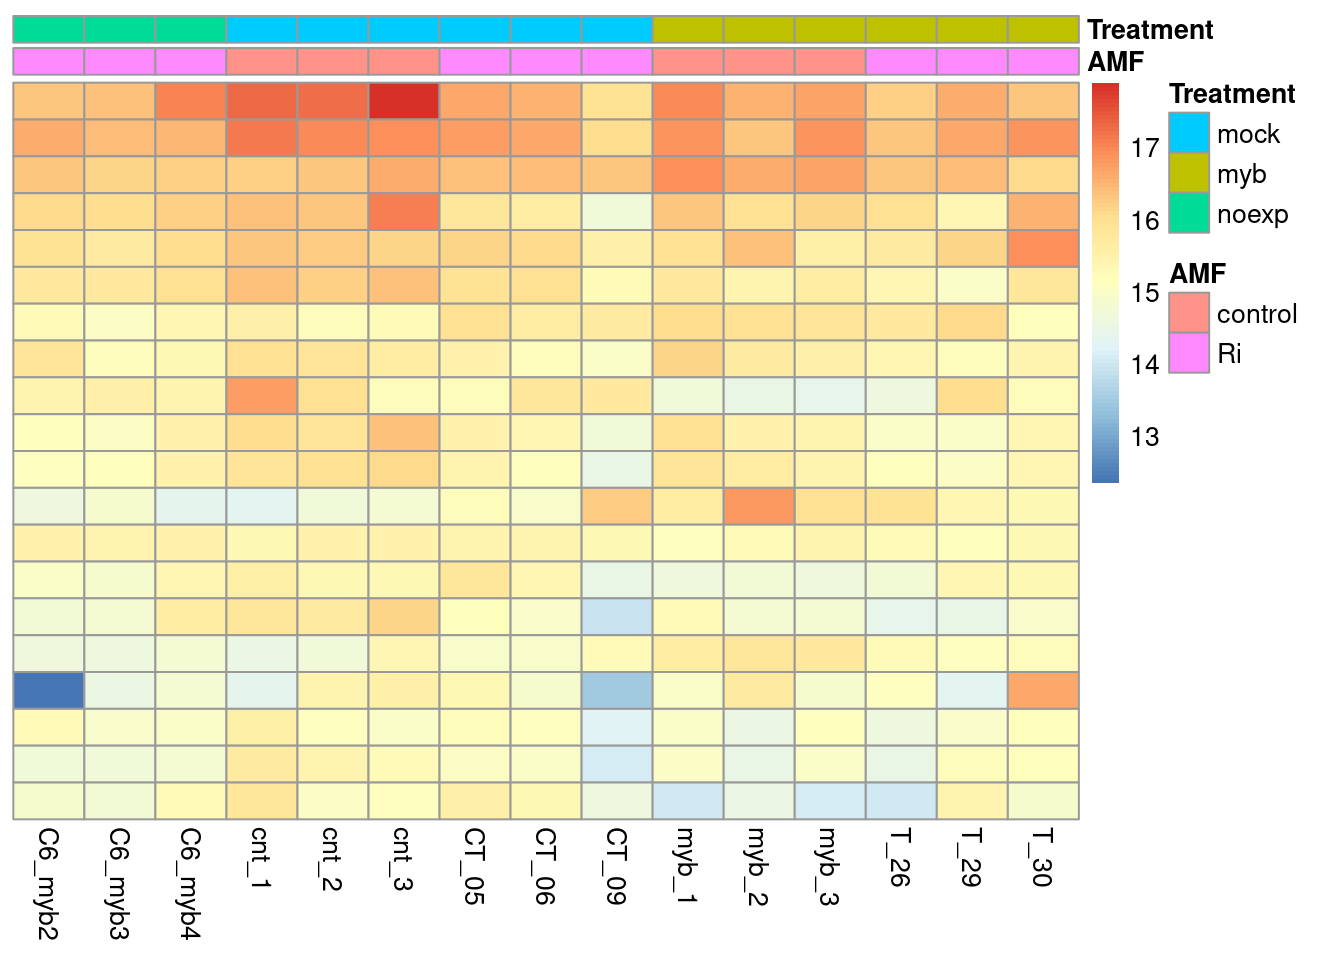 Treatment
AMF
Treatment
mock
myb
noexp
AMF
control
Ri
17
16
15
14
13
C6_myb2
C6_myb3
C6_myb4
cnt_1
cnt_2
cnt_3
CT_05
CT_06
CT_09
myb_1
myb_2
myb_3
T_26
T_29
T_30